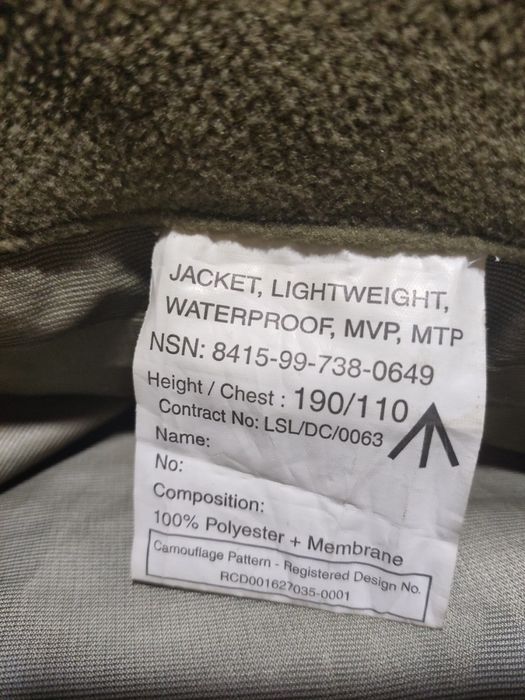 JACKET, LIGHTWEIGHT,
WATERPROOF, MVP, MTP
NSN: 8415-99-738-0649
Height / Chest : 190/110
Contract No: LSL/DC/0063
Name:
No:
Composition:
100% Polyester + Membrane
Camouflage Pattern - Registered Design No.
RCD001627035-0001